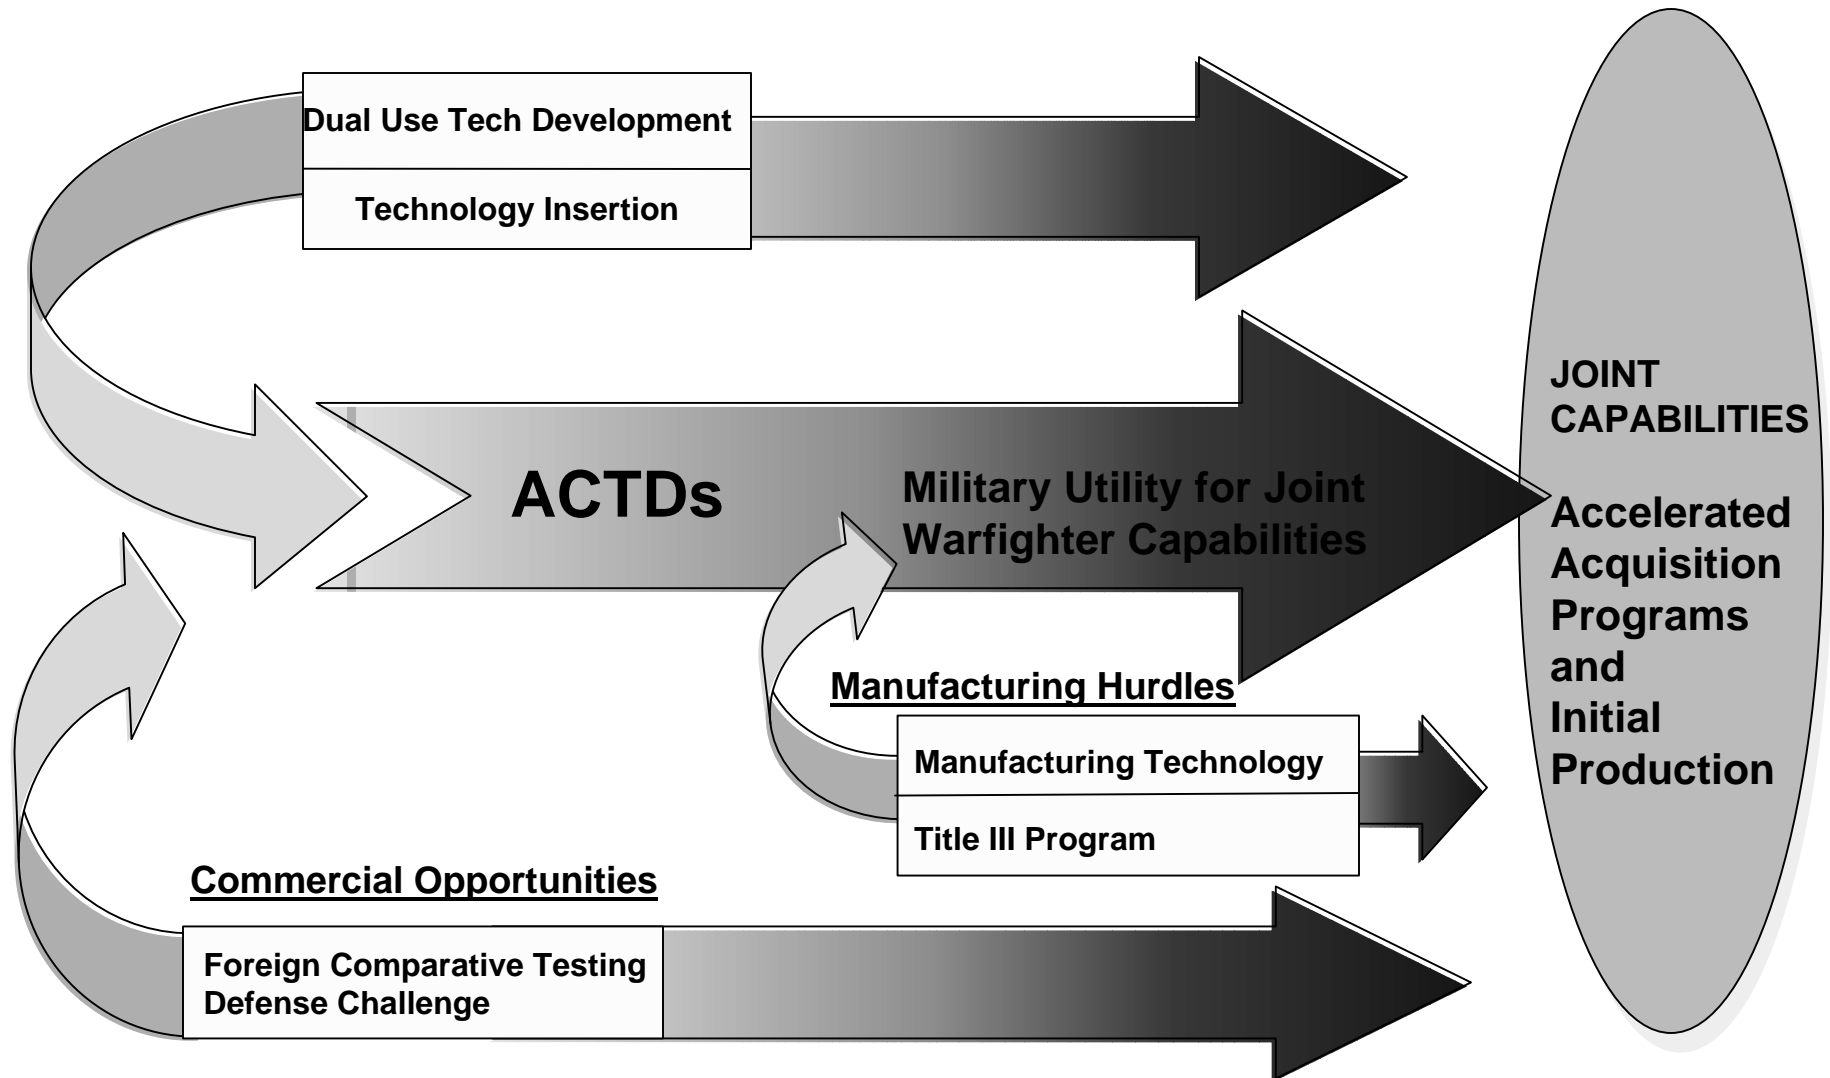 Dual Use Tech Development
Technology Insertion
ACTDs
Military Utility for Joint
Warfighter Capabilities
Manufacturing Hurdles
Manufacturing Technology
Title III Program
Commercial Opportunities
Foreign Comparative Testing
Defense Challenge
JOINT
CAPABILITIES
Accelerated
Acquisition
Programs
and
Initial
Production